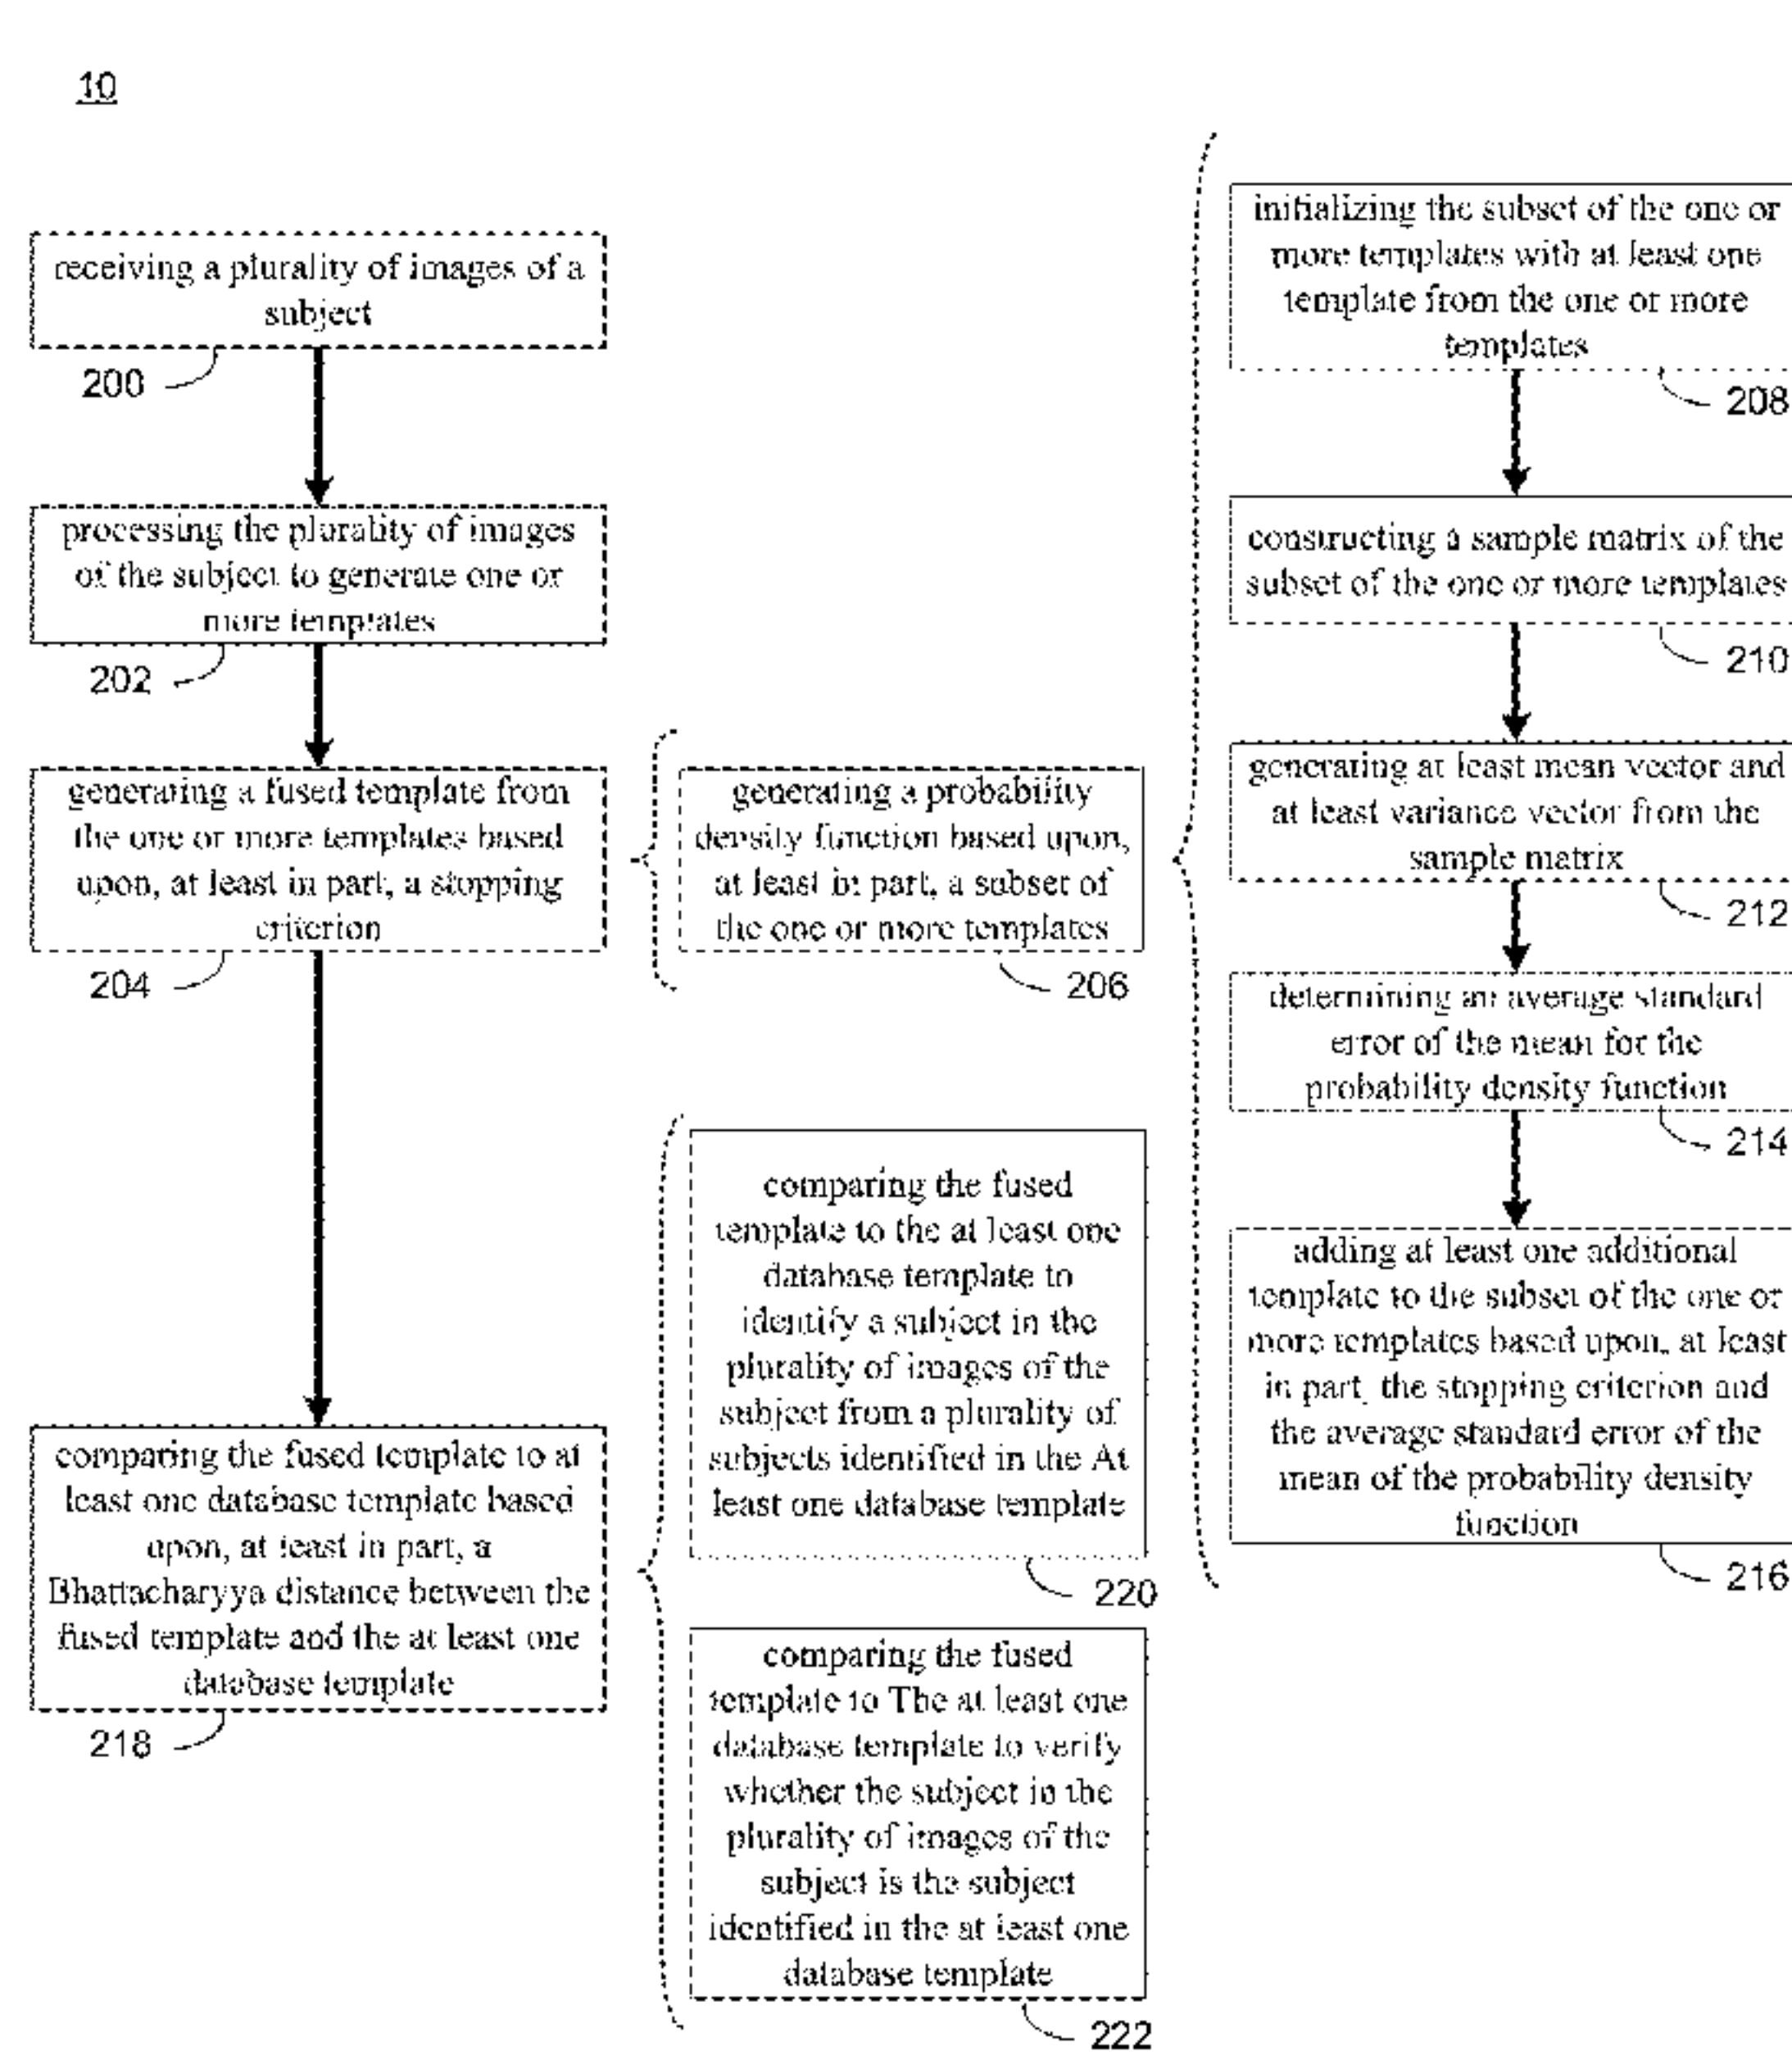 10
receiving a plurality of images of a
subject
200
processing the plurality of images
of the subject to generate one or
more templates
202
generating a fused template from
the one or more templates based
upon, at least in part, a stopping
criterion
204
generating a probability
density function based upon,
at least in part, a subset of
the one or more templates
206
initializing the subset of the one or
more templates with at least one
template from the one or more
templates
208
constructing a sample matrix of the
subset of the one or more templates
210
generating at least mean vector and
at least variance vector from the
sample matrix
212
determining an average standard
error of the mean for the
probability density function
214
adding at least one additional
template to the subset of the one or
more templates based upon, at least
in part, the stopping criterion and
the average standard error of the
mean of the probability density
function
216
comparing the fused template to at
least one database template based
upon, at least in part, a
Bhattacharyya distance between the
fused template and the at least one
database template
218
comparing the fused
template to the at least one
database template to
identify a subject in the
plurality of images of the
subject from a plurality of
subjects identified in the At
least one database template
220
comparing the fused
template to The at least one
database template to verify
whether the subject in the
plurality of images of the
subject is the subject
identified in the at least one
database template
222